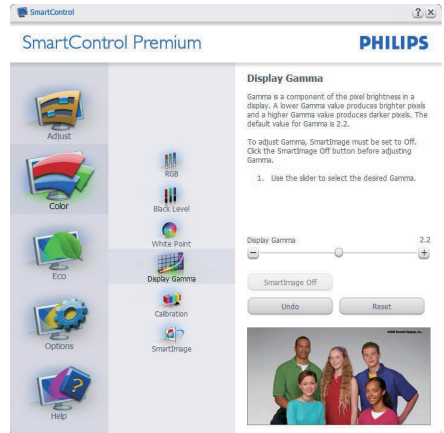 SmartControl
SmartControl Premium
PHILIPS
Adjust
Color
Eco
Options
Help
RGB
Black Level
White Point
Display Gamma
Calibration
SmartImage
Display Gamma
Gamma is a component of the pixel brightness in a
display. A lower Gamma value produces brighter pixels
and a higher Gamma value produces darker pixels. The
default value for Gamma is 2.2.
To adjust Gamma, SmartImage must be set to Off.
Click the SmartImage Off button before adjusting
Gamma.
1. Use the slider to select the desired Gamma.
Display Gamma 2.2
SmartImage Off
Undo
Reset